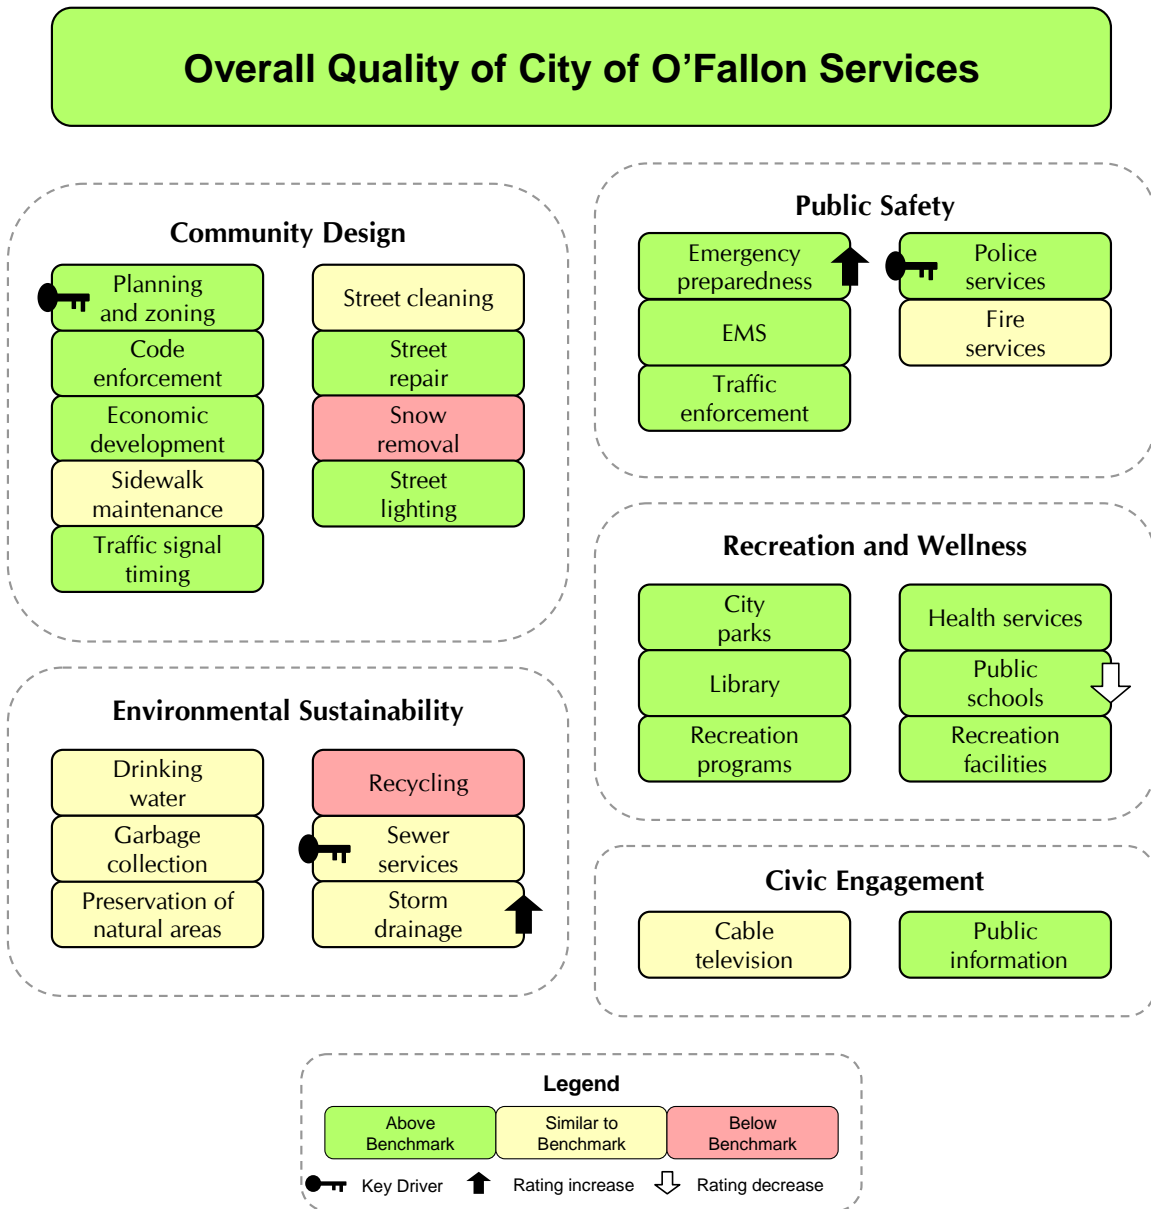 Overall Quality of City of O’Fallon Services
Community Design
Planning
and zoning
Code
enforcement
Economic
development
Sidewalk
maintenance
Traffic signal
timing
Street cleaning
Street
repair
Snow
removal
Street
lighting
Public Safety
Emergency
preparedness
EMS
Traffic
enforcement
Police
services
Fire
services
Recreation and Wellness
City
parks
Library
Recreation
programs
Health services
Public
schools
Recreation
facilities
Environmental Sustainability
Drinking
water
Garbage
collection
Preservation of
natural areas
Recycling
Sewer
services
Storm
drainage
Civic Engagement
Cable
television
Public
information
Legend
Above
Benchmark
Similar to
Benchmark
Below
Benchmark
Key Driver
Rating increase
Rating decrease